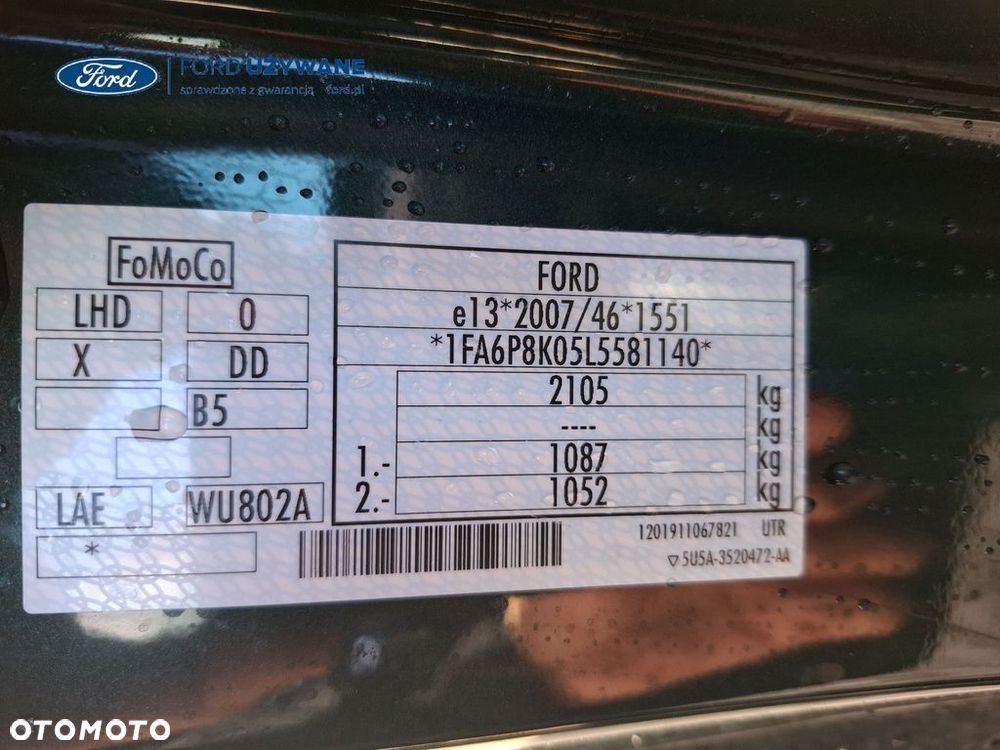 Ford
FORD UŻYWANE
sprawdzone z gwarancją ford.pl
FoMoCo
LHD 0
X DD
B5
LAE WU802A
*
FORD
e13*2007/46*1551
*1FA6P8K05L5581140*
2105 kg
---- kg
1.- 1087 kg
2.- 1052 kg
1201911067821 UTR
5U5A-3520472-AA
OTOMOTO